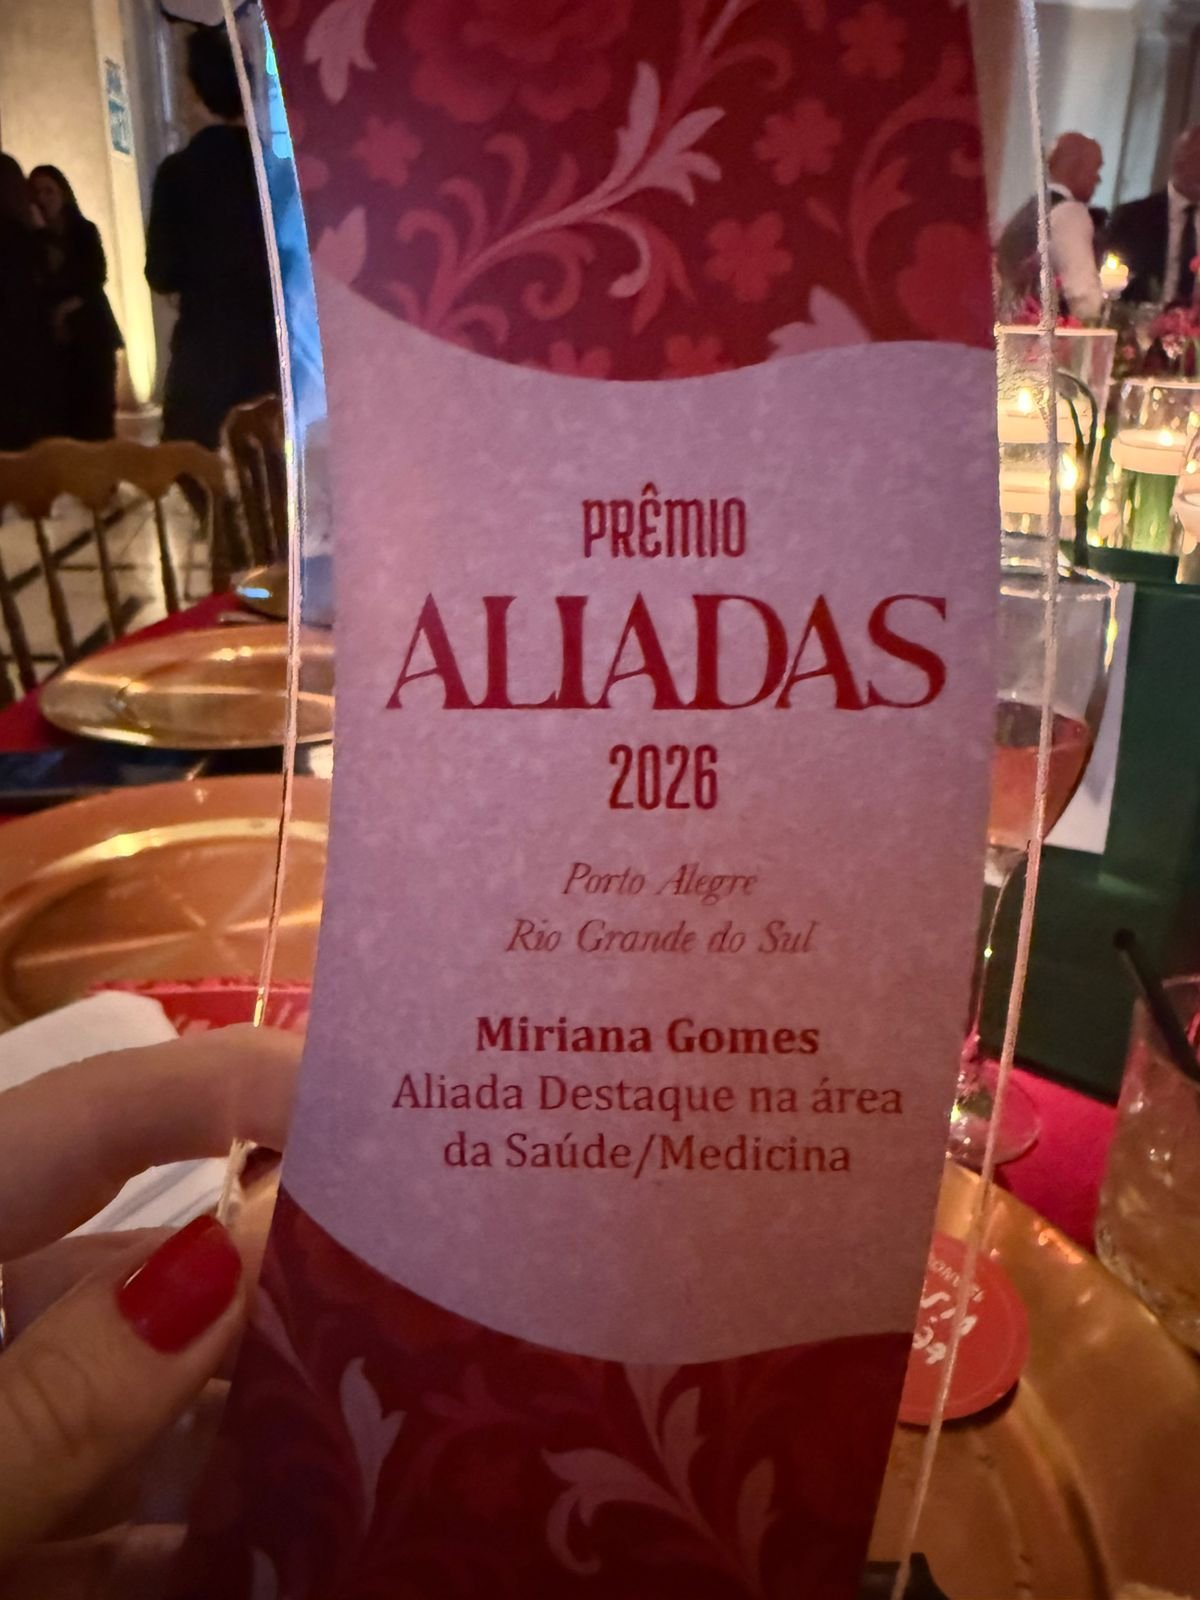 PRÊMIO
ALIADAS
2026
Porto Alegre
Rio Grande do Sul
Miriana Gomes
Aliada Destaque na área
da Saúde/Medicina